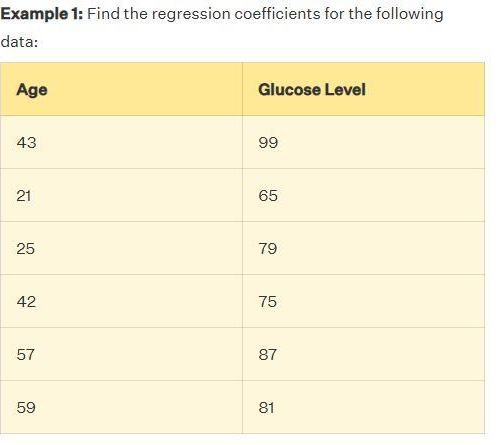 Example 1: Find the regression coefficients for the following
data:
Age Glucose Level
43 99
21 65
25 79
42 75
57 87
59 81